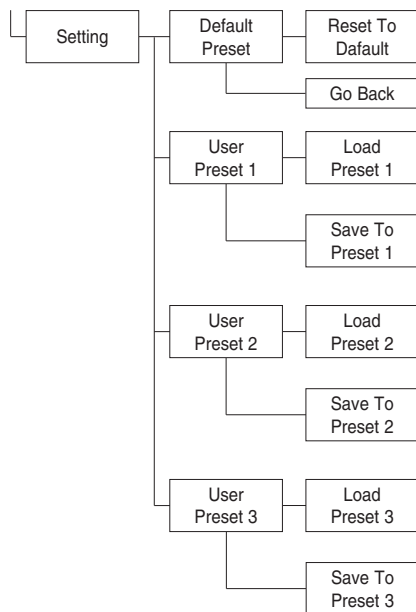 Setting
Default
Preset
Reset To
Dafault
Go Back
User
Preset 1
Load
Preset 1
Save To
Preset 1
User
Preset 2
Load
Preset 2
Save To
Preset 2
User
Preset 3
Load
Preset 3
Save To
Preset 3